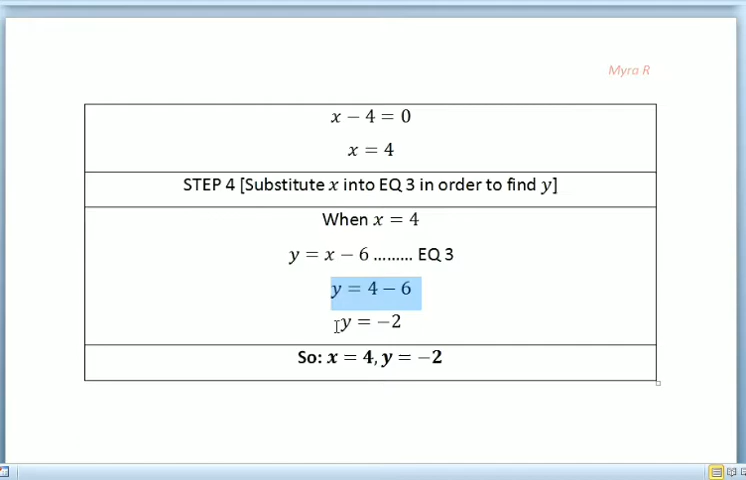 Myra R
x − 4 = 0
x = 4
STEP 4 [Substitute x into EQ 3 in order to find y]
When x = 4
y = x − 6 ......... EQ 3
y = 4 − 6
y = −2
So: x = 4, y = −2